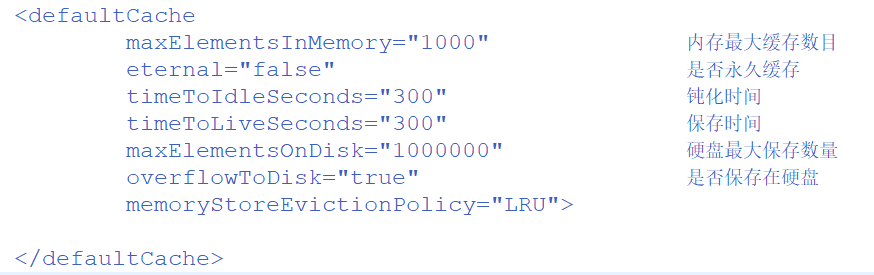 <defaultCache
maxElementsInMemory="1000" 内存最大缓存数目
eternal="false" 是否永久缓存
timeToIdleSeconds="300" 钝化时间
timeToLiveSeconds="300" 保存时间
maxElementsOnDisk="1000000" 硬盘最大保存数量
overflowToDisk="true" 是否保存在硬盘
memoryStoreEvictionPolicy="LRU">
</defaultCache>